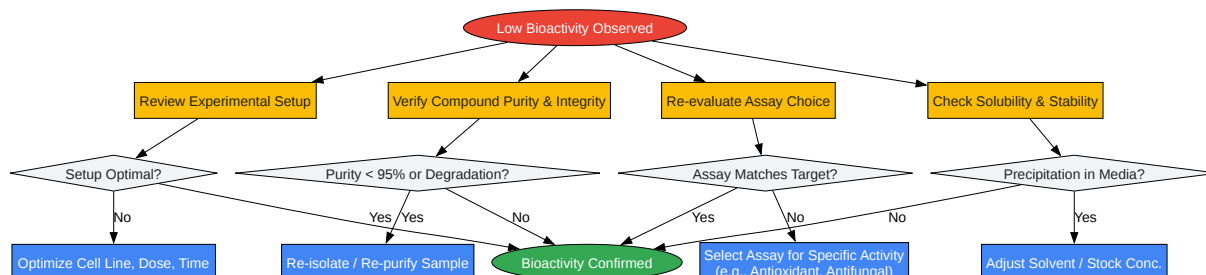 Low Bioactivity Observed
Review Experimental Setup
Verify Compound Purity & Integrity
Re-evaluate Assay Choice
Check Solubility & Stability
Setup Optimal?
Purity < 95% or Degradation?
Assay Matches Target?
Precipitation in Media?
No
Yes
Yes
No
Yes
No
No
Yes
Optimize Cell Line, Dose, Time
Re-isolate / Re-purify Sample
Bioactivity Confirmed
Select Assay for Specific Activity
(e.g., Antioxidant, Antifungal)
Adjust Solvent / Stock Conc.